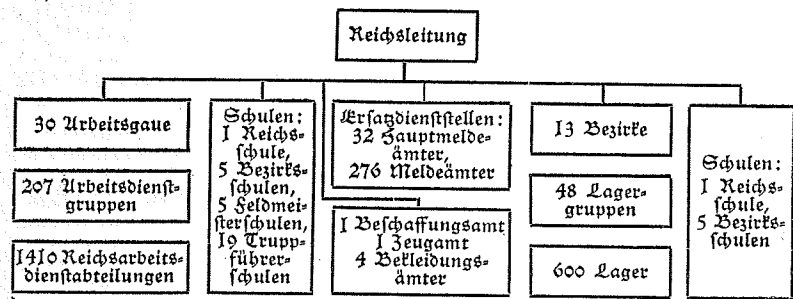 Reichsleitung
30 Arbeitsgaue
207 Arbeitsdienst-
gruppen
1410 Reichsarbeits-
dienstabteilungen
Schulen:
1 Reichs-
schule,
5 Bezirks-
schulen,
5 Feldmei-
sterschulen,
19 Trupp-
führer-
schulen
Ersatzdienststellen:
32 Hauptmelde-
ämter,
276 Meldeämter
1 Beschaffungsamt
1 Zeugamt
4 Bekleidungs-
ämter
13 Bezirke
48 Lager-
gruppen
600 Lager
Schulen:
1 Reichs-
schule,
5 Bezirks-
schulen